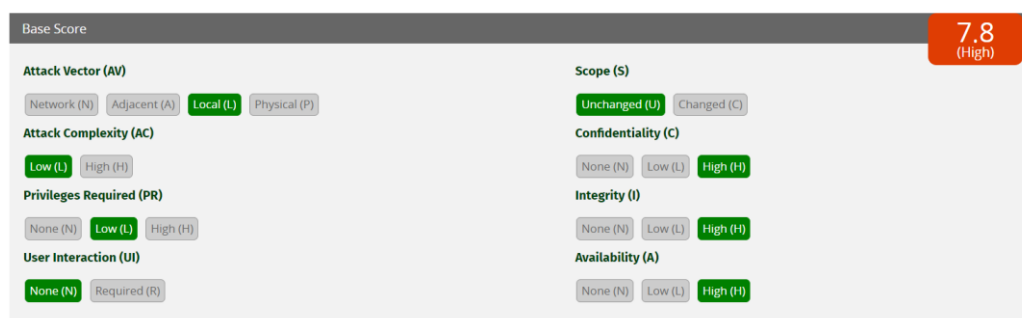 Base Score
7.8
(High)
Attack Vector (AV)
Network (N) Adjacent (A) Local (L) Physical (P)
Attack Complexity (AC)
Low (L) High (H)
Privileges Required (PR)
None (N) Low (L) High (H)
User Interaction (UI)
None (N) Required (R)
Scope (S)
Unchanged (U) Changed (C)
Confidentiality (C)
None (N) Low (L) High (H)
Integrity (I)
None (N) Low (L) High (H)
Availability (A)
None (N) Low (L) High (H)